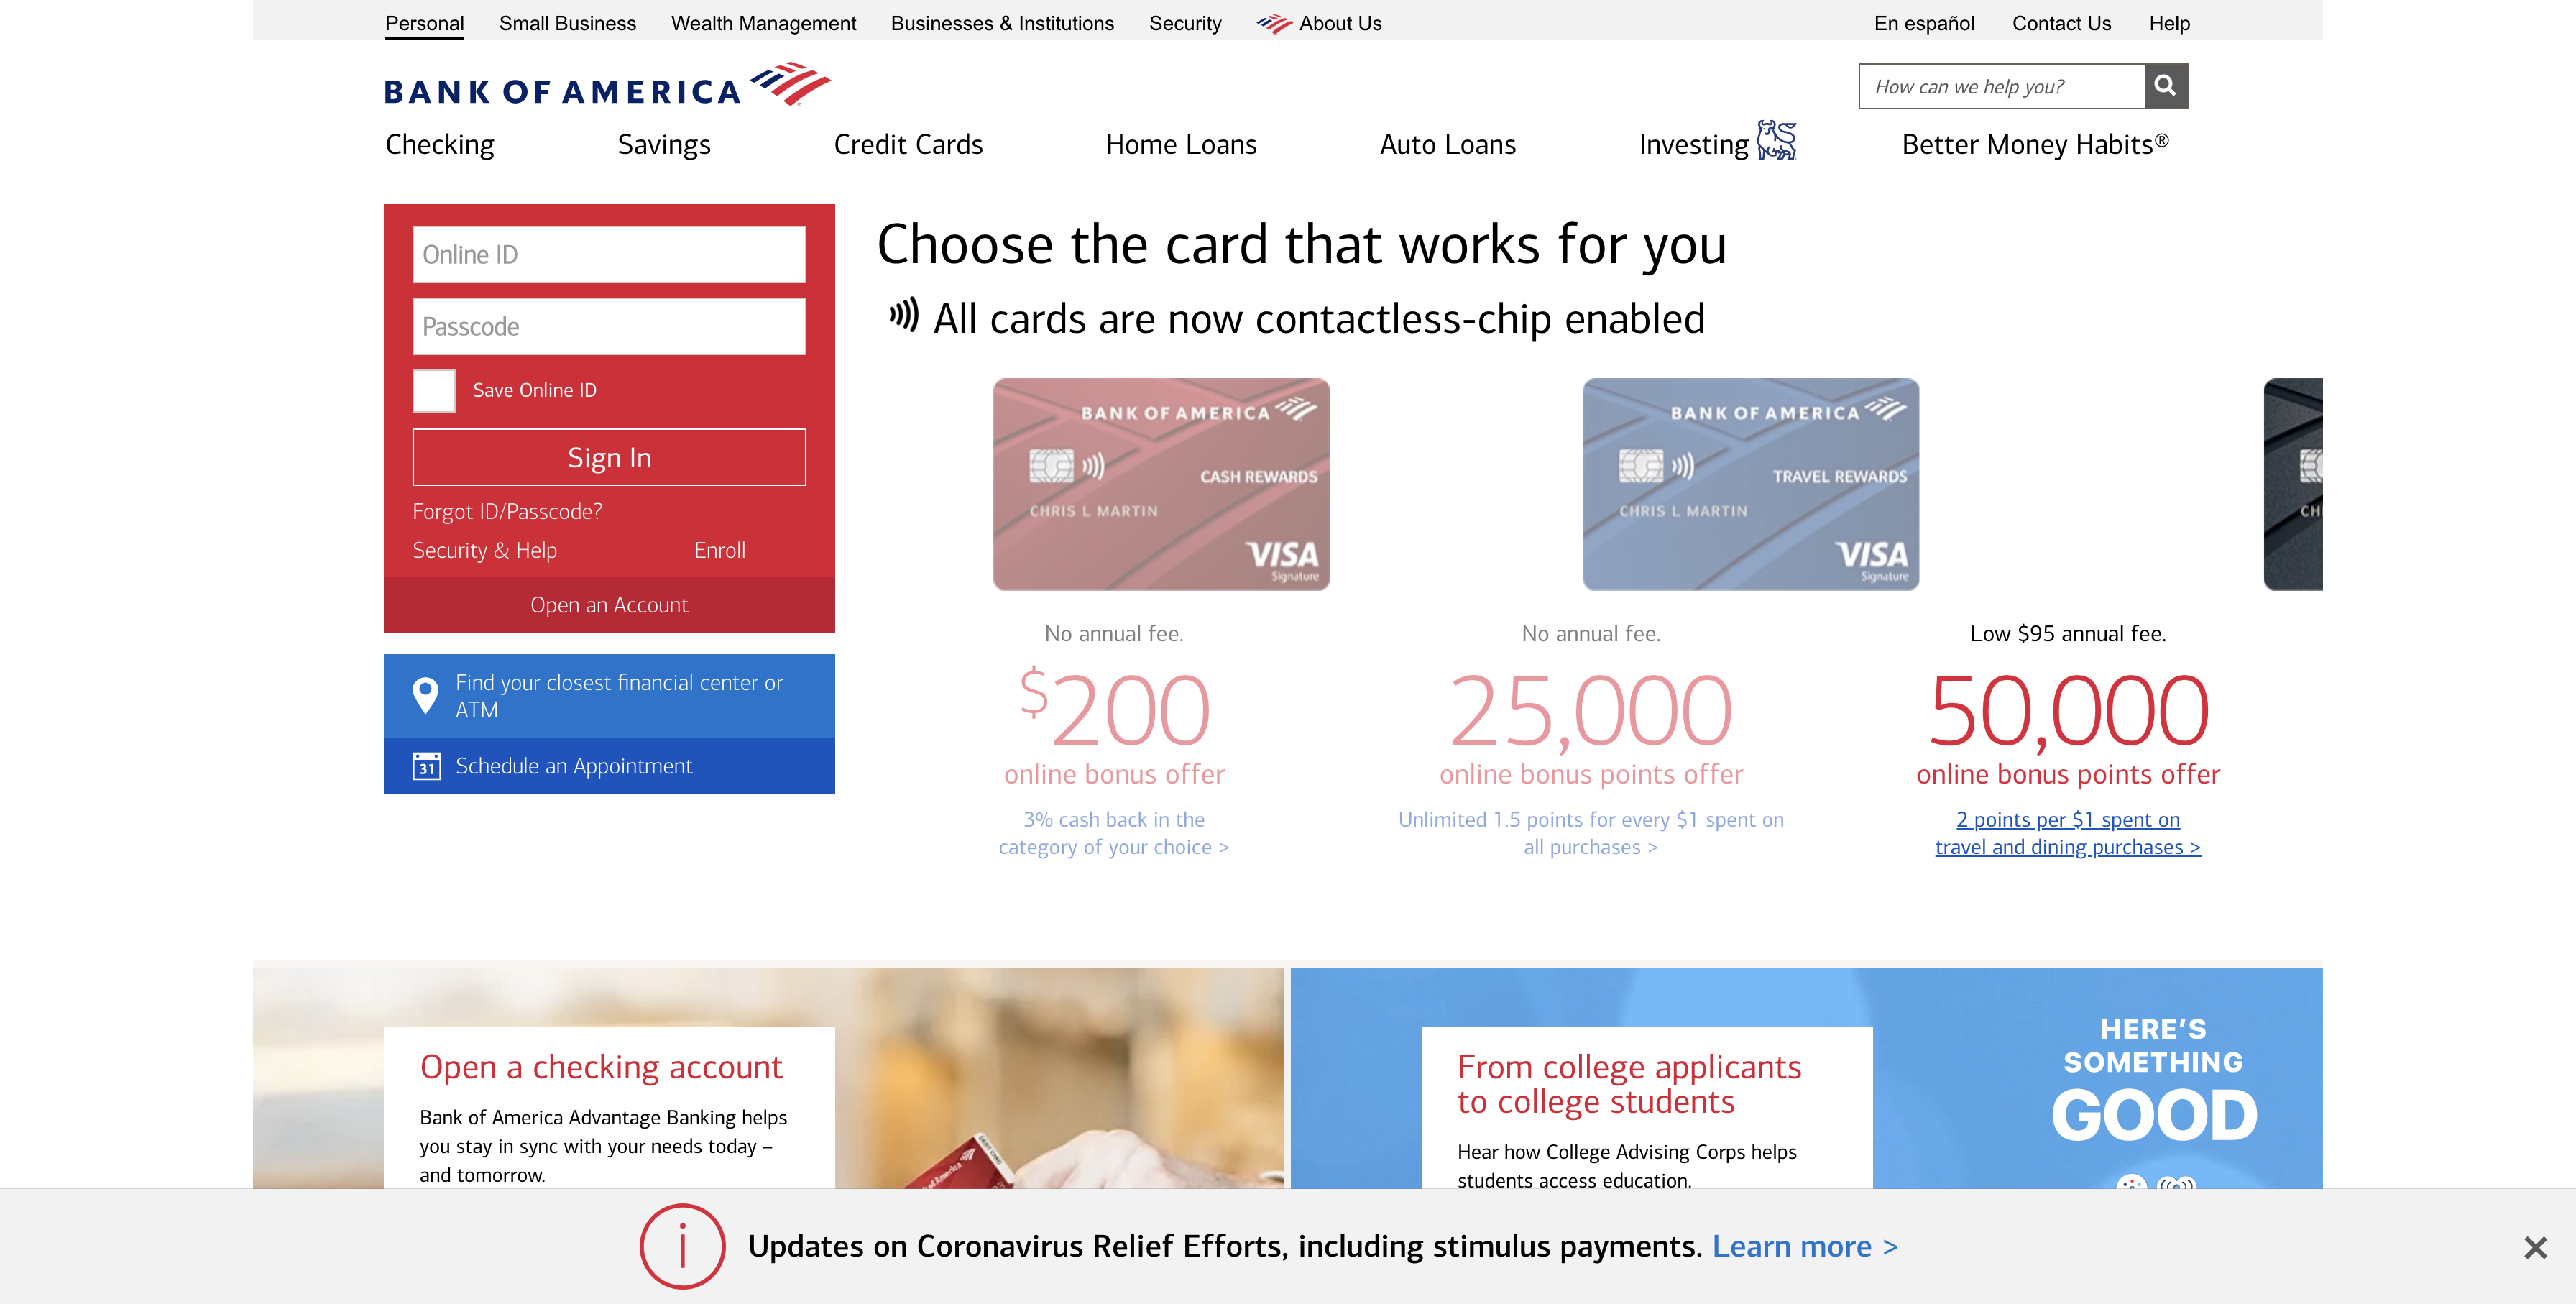 Personal
Small Business
Wealth Management
Businesses & Institutions
Security
About Us
En español
Contact Us
Help
BANK OF AMERICA
How can we help you?
Checking
Savings
Credit Cards
Home Loans
Auto Loans
Investing
Better Money Habits®
Online ID
Passcode
Save Online ID
Sign In
Forgot ID/Passcode?
Security & Help
Enroll
Open an Account
Find your closest financial center or
ATM
31
Schedule an Appointment
Choose the card that works for you
All cards are now contactless-chip enabled
BANK OF AMERICA
CASH REWARDS
CHRIS L MARTIN
VISA
Signature
BANK OF AMERICA
TRAVEL REWARDS
CHRIS L MARTIN
VISA
Signature
CH
No annual fee.
$200
online bonus offer
3% cash back in the
category of your choice >
No annual fee.
25,000
online bonus points offer
Unlimited 1.5 points for every $1 spent on
all purchases >
Low $95 annual fee.
50,000
online bonus points offer
2 points per $1 spent on
travel and dining purchases >
Open a checking account
Bank of America Advantage Banking helps
you stay in sync with your needs today –
and tomorrow.
From college applicants
to college students
Hear how College Advising Corps helps
students access education.
HERE'S
SOMETHING
GOOD
Updates on Coronavirus Relief Efforts, including stimulus payments. Learn more >